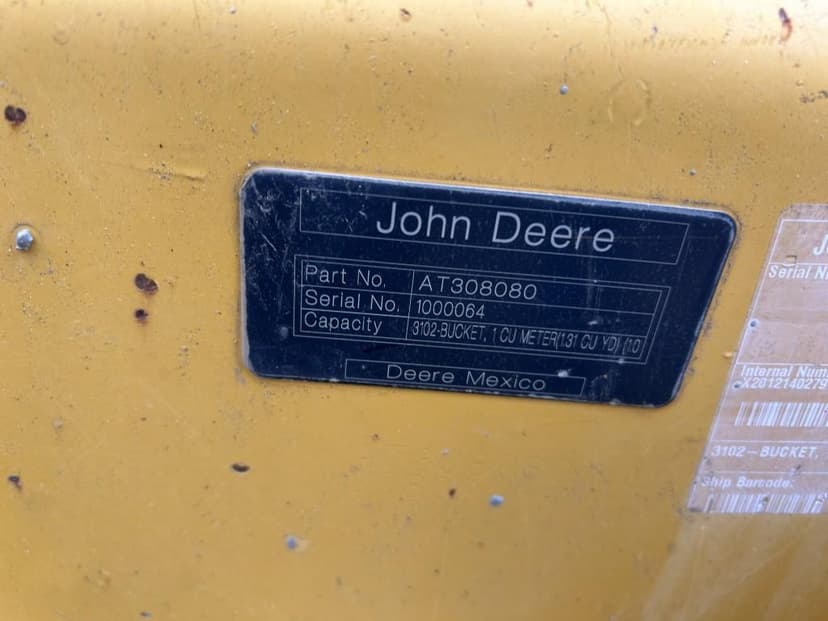 John Deere
Part No. AT308080
Serial No. 1000064
Capacity 3102-BUCKET, 1 CU METER(1.31 CU YD) (1.0
Deere Mexico
J
Serial N
Internal Num
X2012140279
3102-BUCKET,
Ship Barcode: